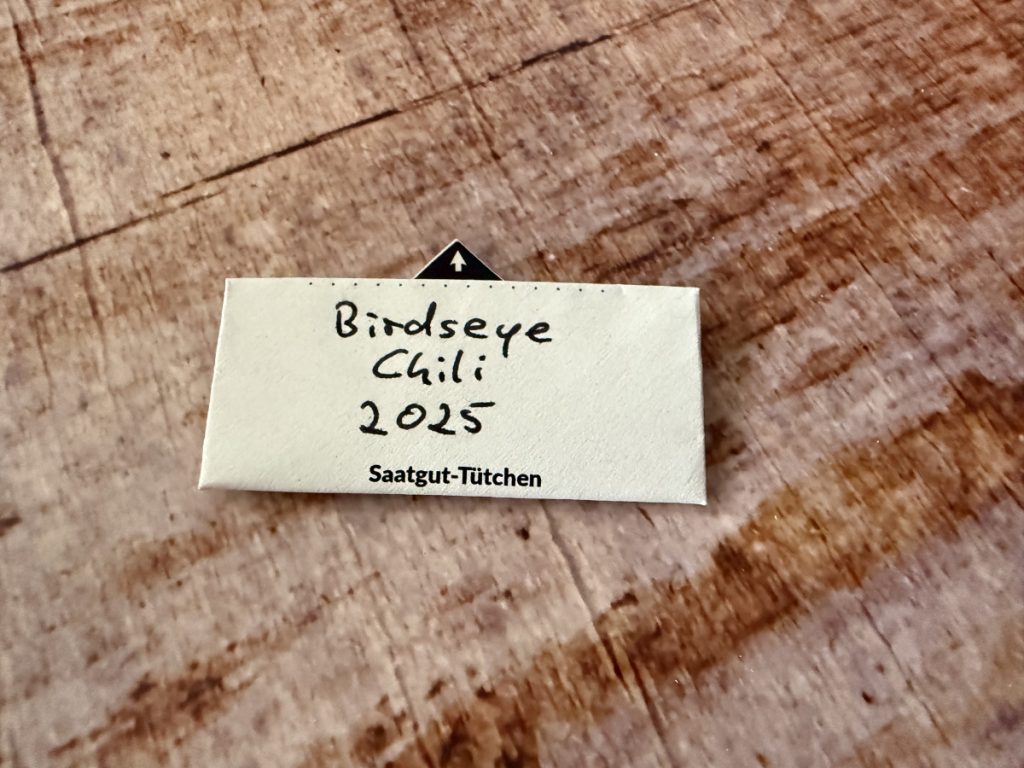 Birdseye
Chili
2025
Saatgut-Tütchen